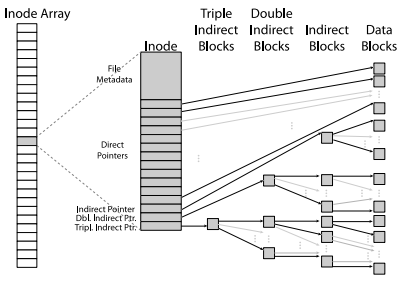 Inode Array
Triple
Indirect
Blocks
Double
Indirect
Blocks
Indirect
Blocks
Data
Blocks
Inode
File
Metadata
Direct
Pointers
Indirect Pointer
Dbl. Indirect Ptr.
Tripl. Indirect Ptr.